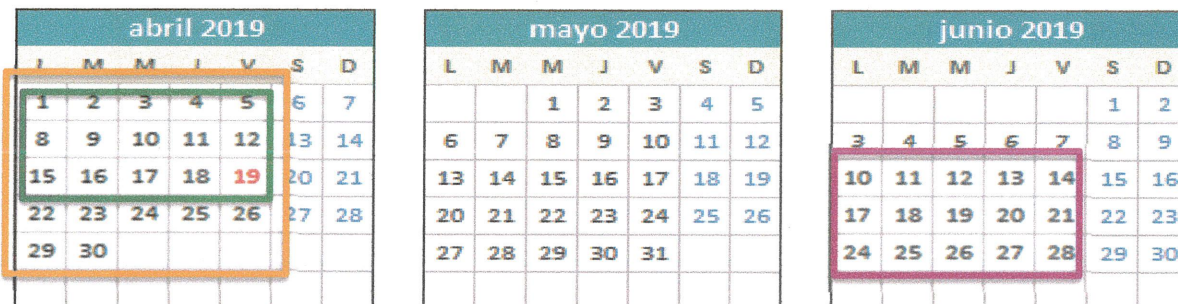 abril 2019
L M M J V S D
1 2 3 4 5 6 7
8 9 10 11 12 13 14
15 16 17 18 19 20 21
22 23 24 25 26 27 28
29 30
mayo 2019
L M M J V S D
1 2 3 4 5
6 7 8 9 10 11 12
13 14 15 16 17 18 19
20 21 22 23 24 25 26
27 28 29 30 31
junio 2019
L M M J V S D
1 2
3 4 5 6 7 8 9
10 11 12 13 14 15 16
17 18 19 20 21 22 23
24 25 26 27 28 29 30